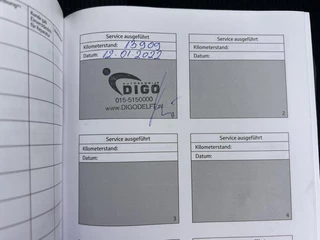 Service ausgeführt
Kilometerstand: 13909
Datum: 12.01.2022
DIGO
015-5150000
www.DIGODELFT.nl
Service ausgeführt
Kilometerstand:
Datum:
2
Service ausgeführt
Kilometerstand:
Datum:
3
Service ausgeführt
Kilometerstand:
Datum:
4